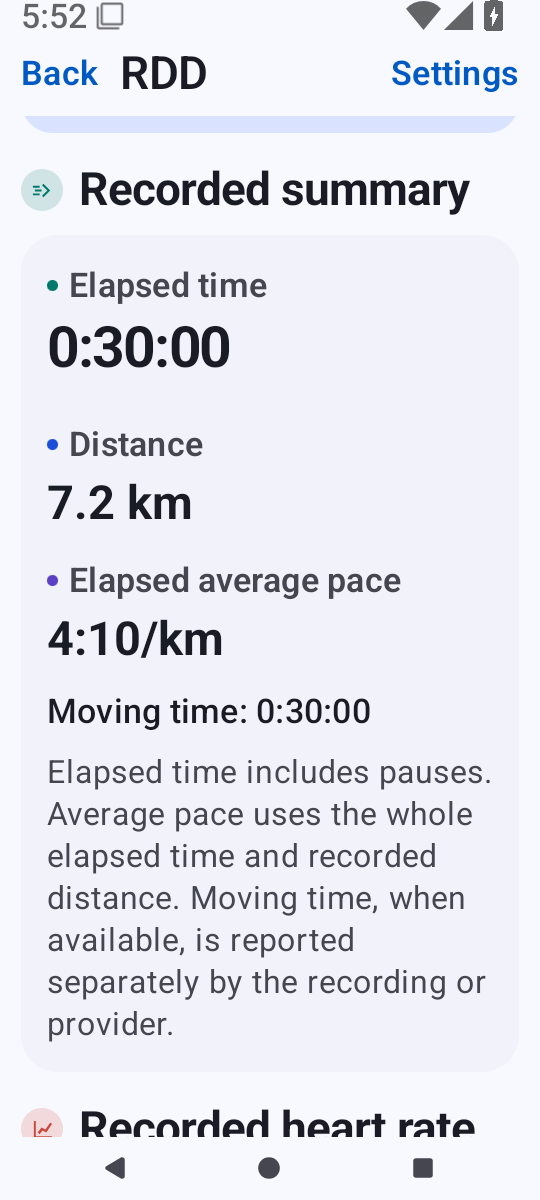 5:52
Back RDD Settings
Recorded summary
Elapsed time
0:30:00
Distance
7.2 km
Elapsed average pace
4:10/km
Moving time: 0:30:00
Elapsed time includes pauses.
Average pace uses the whole
elapsed time and recorded
distance. Moving time, when
available, is reported
separately by the recording or
provider.
Recorded heart rate